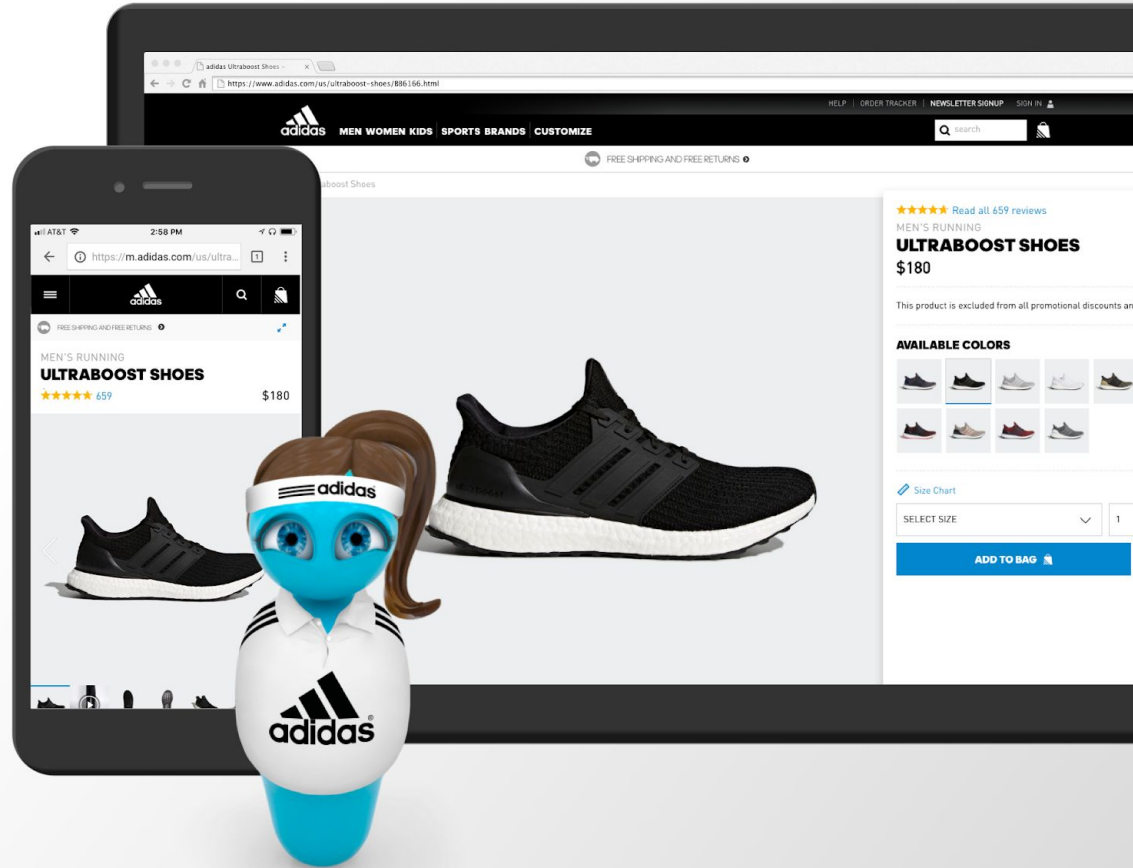 adidas Ultraboost Shoes -
https://www.adidas.com/us/ultraboost-shoes/BB6166.html
HELP | ORDER TRACKER | NEWSLETTER SIGNUP SIGN IN
adidas MEN WOMEN KIDS SPORTS BRANDS CUSTOMIZE
search
FREE SHIPPING AND FREE RETURNS
aboost Shoes
Read all 659 reviews
MEN'S RUNNING
ULTRABOOST SHOES
$180
This product is excluded from all promotional discounts an
AVAILABLE COLORS
Size Chart
SELECT SIZE
1
ADD TO BAG
AT&T 2:58 PM
https://m.adidas.com/us/ultra...
1
adidas
FREE SHIPPING AND FREE RETURNS
MEN'S RUNNING
ULTRABOOST SHOES
659 $180
adidas
adidas®